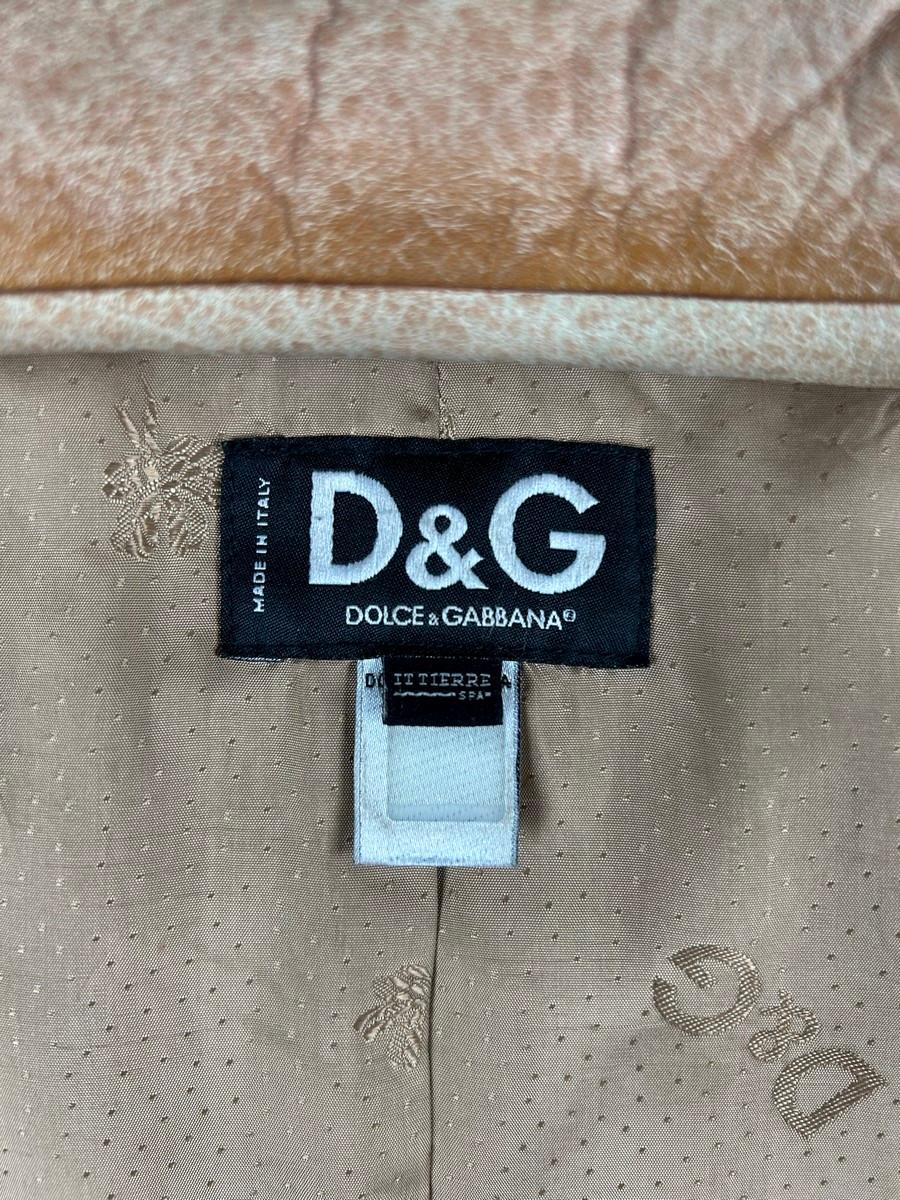 MADE IN ITALY
D&G
DOLCE & GABBANA®
IT TIERRE
SPA
D&G